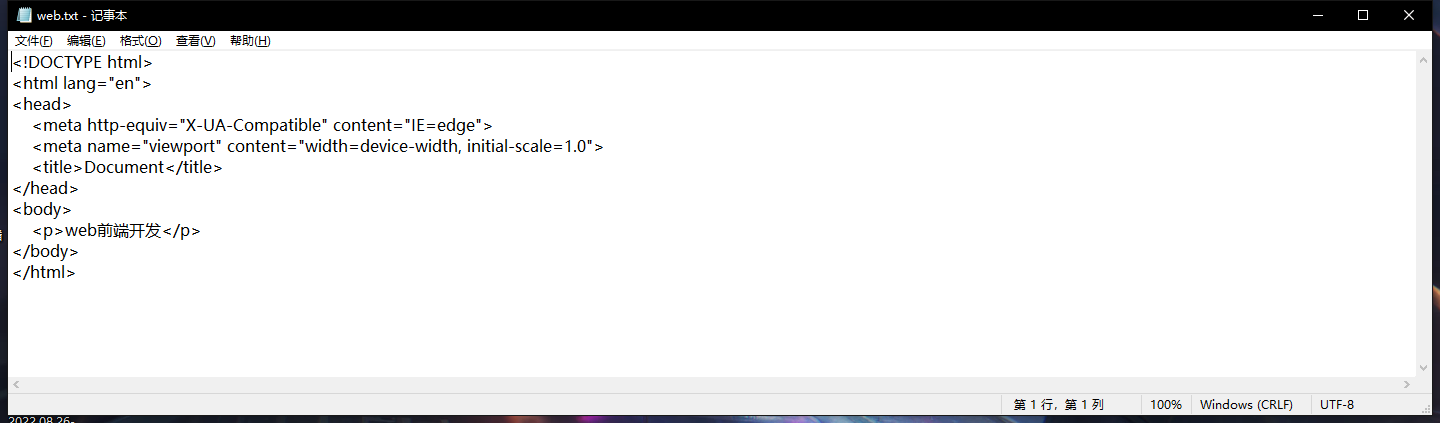 web.txt - 记事本
文件(F) 编辑(E) 格式(O) 查看(V) 帮助(H)
<!DOCTYPE html>
<html lang="en">
<head>
    <meta http-equiv="X-UA-Compatible" content="IE=edge">
    <meta name="viewport" content="width=device-width, initial-scale=1.0">
    <title>Document</title>
</head>
<body>
    <p>web前端开发</p>
</body>
</html>
第 1 行，第 1 列 100% Windows (CRLF) UTF-8
2022.08.26-